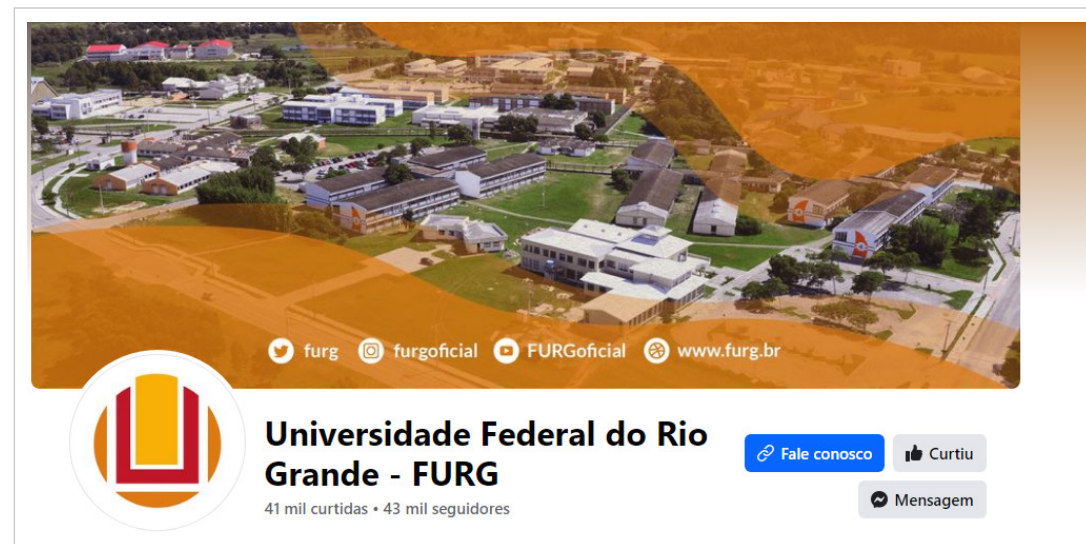 furg furgoficial FURGoficial www.furg.br
Universidade Federal do Rio
Grande - FURG
41 mil curtidas • 43 mil seguidores
Fale conosco
Curtiu
Mensagem